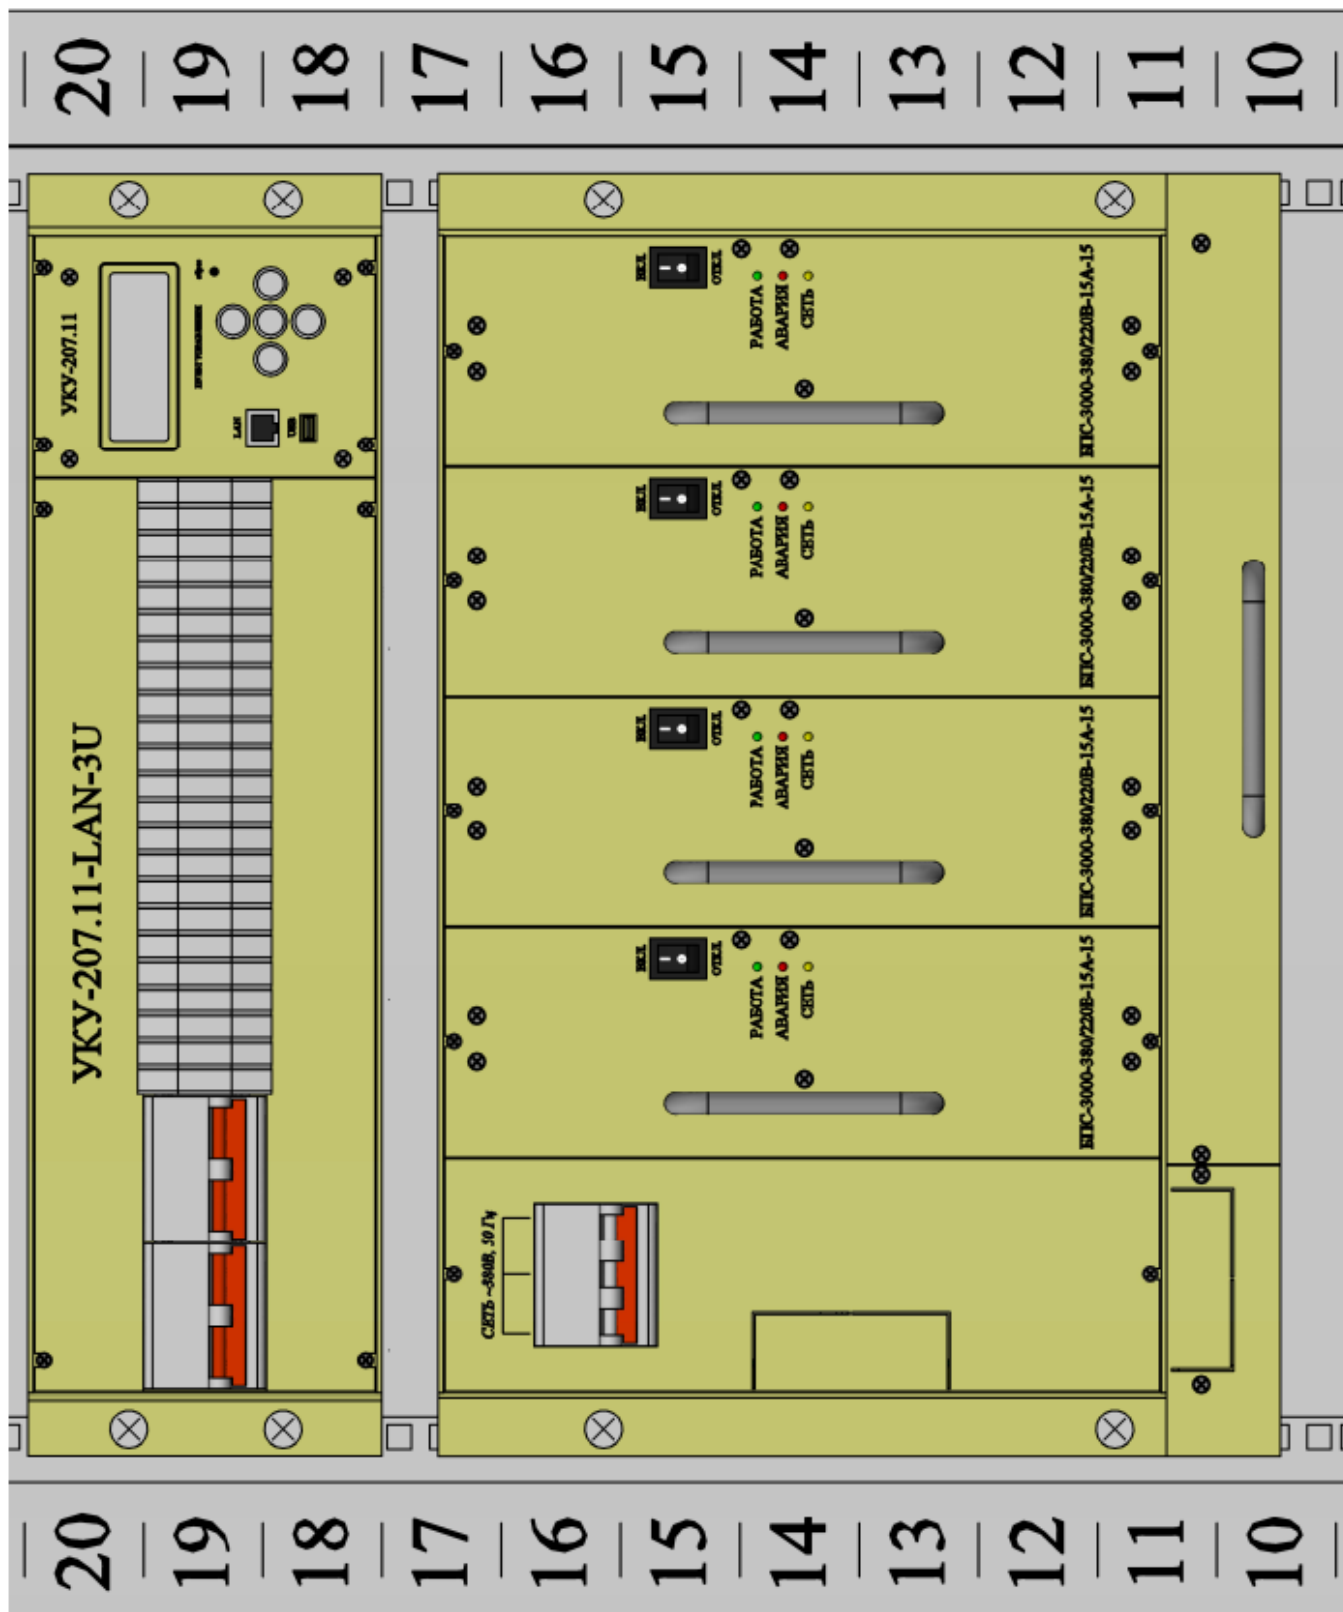 20
19
18
17
16
15
14
13
12
11
10
УКУ-207.11
УКУ-207.11-LAN-3U
LAN
USB
СЕТЬ ~380В, 50 Гц
ВКЛ.
ОТКЛ.
РАБОТА
АВАРИЯ
СЕТЬ
БПС-3000-380/220В-15А-15
ВКЛ.
ОТКЛ.
РАБОТА
АВАРИЯ
СЕТЬ
БПС-3000-380/220В-15А-15
ВКЛ.
ОТКЛ.
РАБОТА
АВАРИЯ
СЕТЬ
БПС-3000-380/220В-15А-15
ВКЛ.
ОТКЛ.
РАБОТА
АВАРИЯ
СЕТЬ
БПС-3000-380/220В-15А-15
20
19
18
17
16
15
14
13
12
11
10